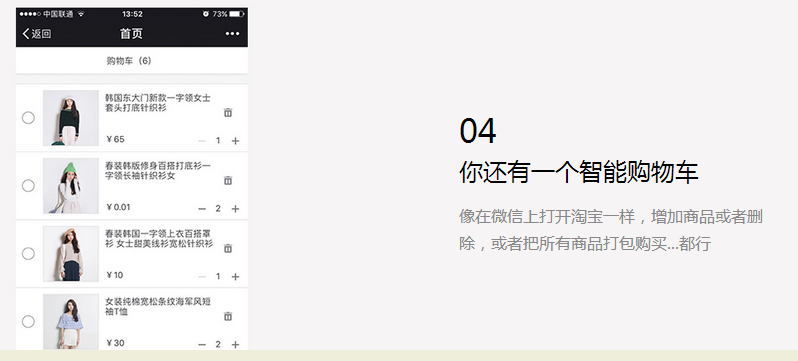 中国联通 13:52 73%
返回 首页
购物车（6）
韩国东大门新款一字领女士
套头打底针织衫
¥65 — 1 +
春装韩版修身百搭打底衫一
字领长袖针织衫女
¥0.01 — 2 +
春装韩国一字领上衣百搭罩
衫 女士甜美线衫宽松针织衫
¥10 — 1 +
女装纯棉宽松条纹海军风短
袖T恤
¥30 — 2 +
04
你还有一个智能购物车
像在微信上打开淘宝一样，增加商品或者删
除，或者把所有商品打包购买...都行